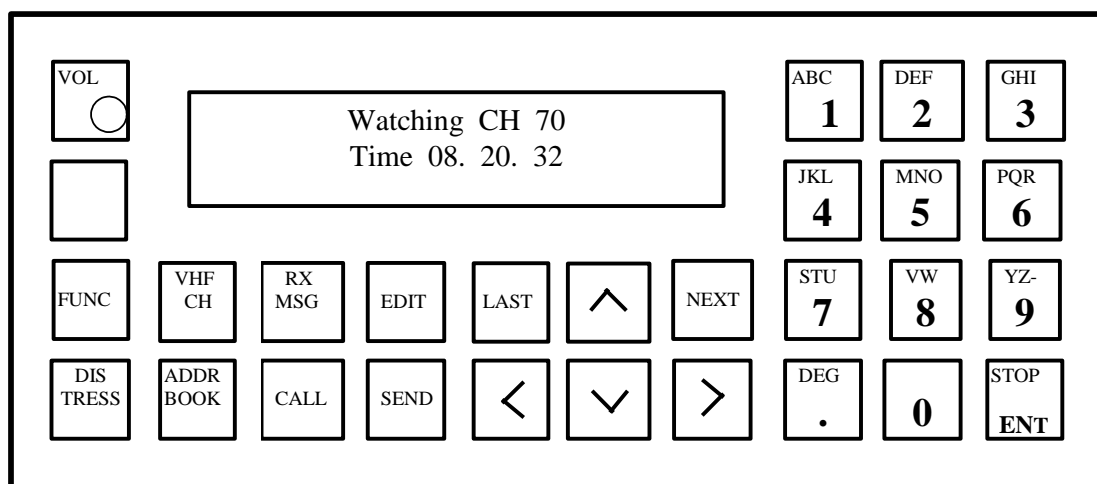 VOL
Watching CH 70
Time 08. 20. 32
ABC
1
DEF
2
GHI
3
JKL
4
MNO
5
PQR
6
FUNC
VHF
CH
RX
MSG
EDIT
LAST
NEXT
STU
7
VW
8
YZ-
9
DIS
TRESS
ADDR
BOOK
CALL
SEND
DEG
.
0
STOP
ENT